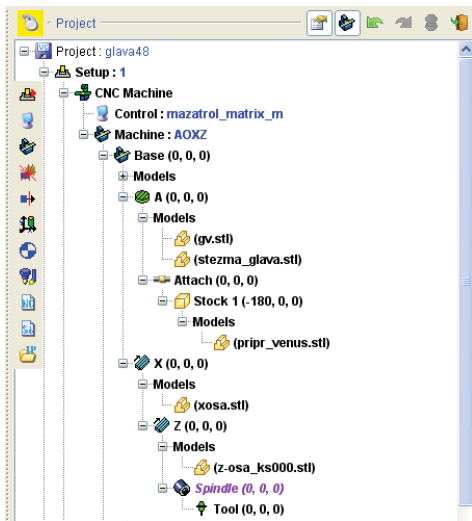 Project
Project : glava48
Setup : 1
CNC Machine
Control : mazatrol_matrix_m
Machine : AOXZ
Base (0, 0, 0)
Models
A (0, 0, 0)
Models
(gv.stl)
(stezma_glava.stl)
Attach (0, 0, 0)
Stock 1 (-180, 0, 0)
Models
(pripr_venus.stl)
X (0, 0, 0)
Models
(xosa.stl)
Z (0, 0, 0)
Models
(z-osa_ks000.stl)
Spindle (0, 0, 0)
Tool (0, 0, 0)